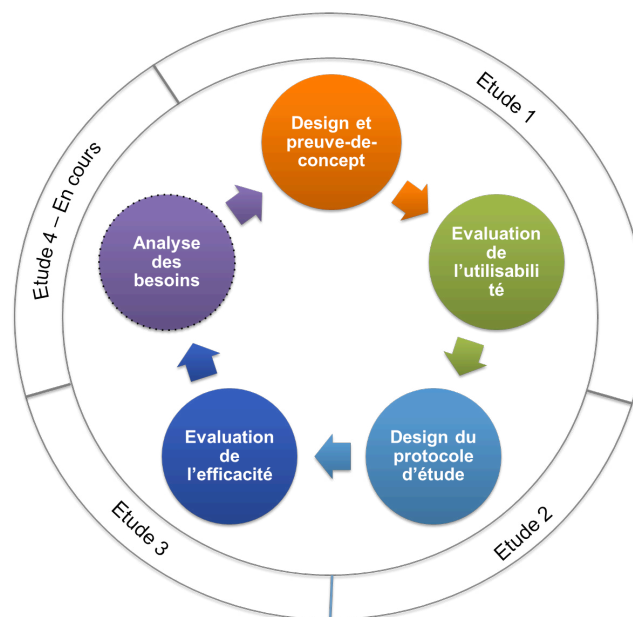 Etude 1
Design et
preuve-de-
concept
Etude 4 – En cours
Evaluation
de
l'utilisabili
té
Analyse
des
besoins
Evaluation
de
l'efficacité
Design du
protocole
d'étude
Etude 3
Etude 2